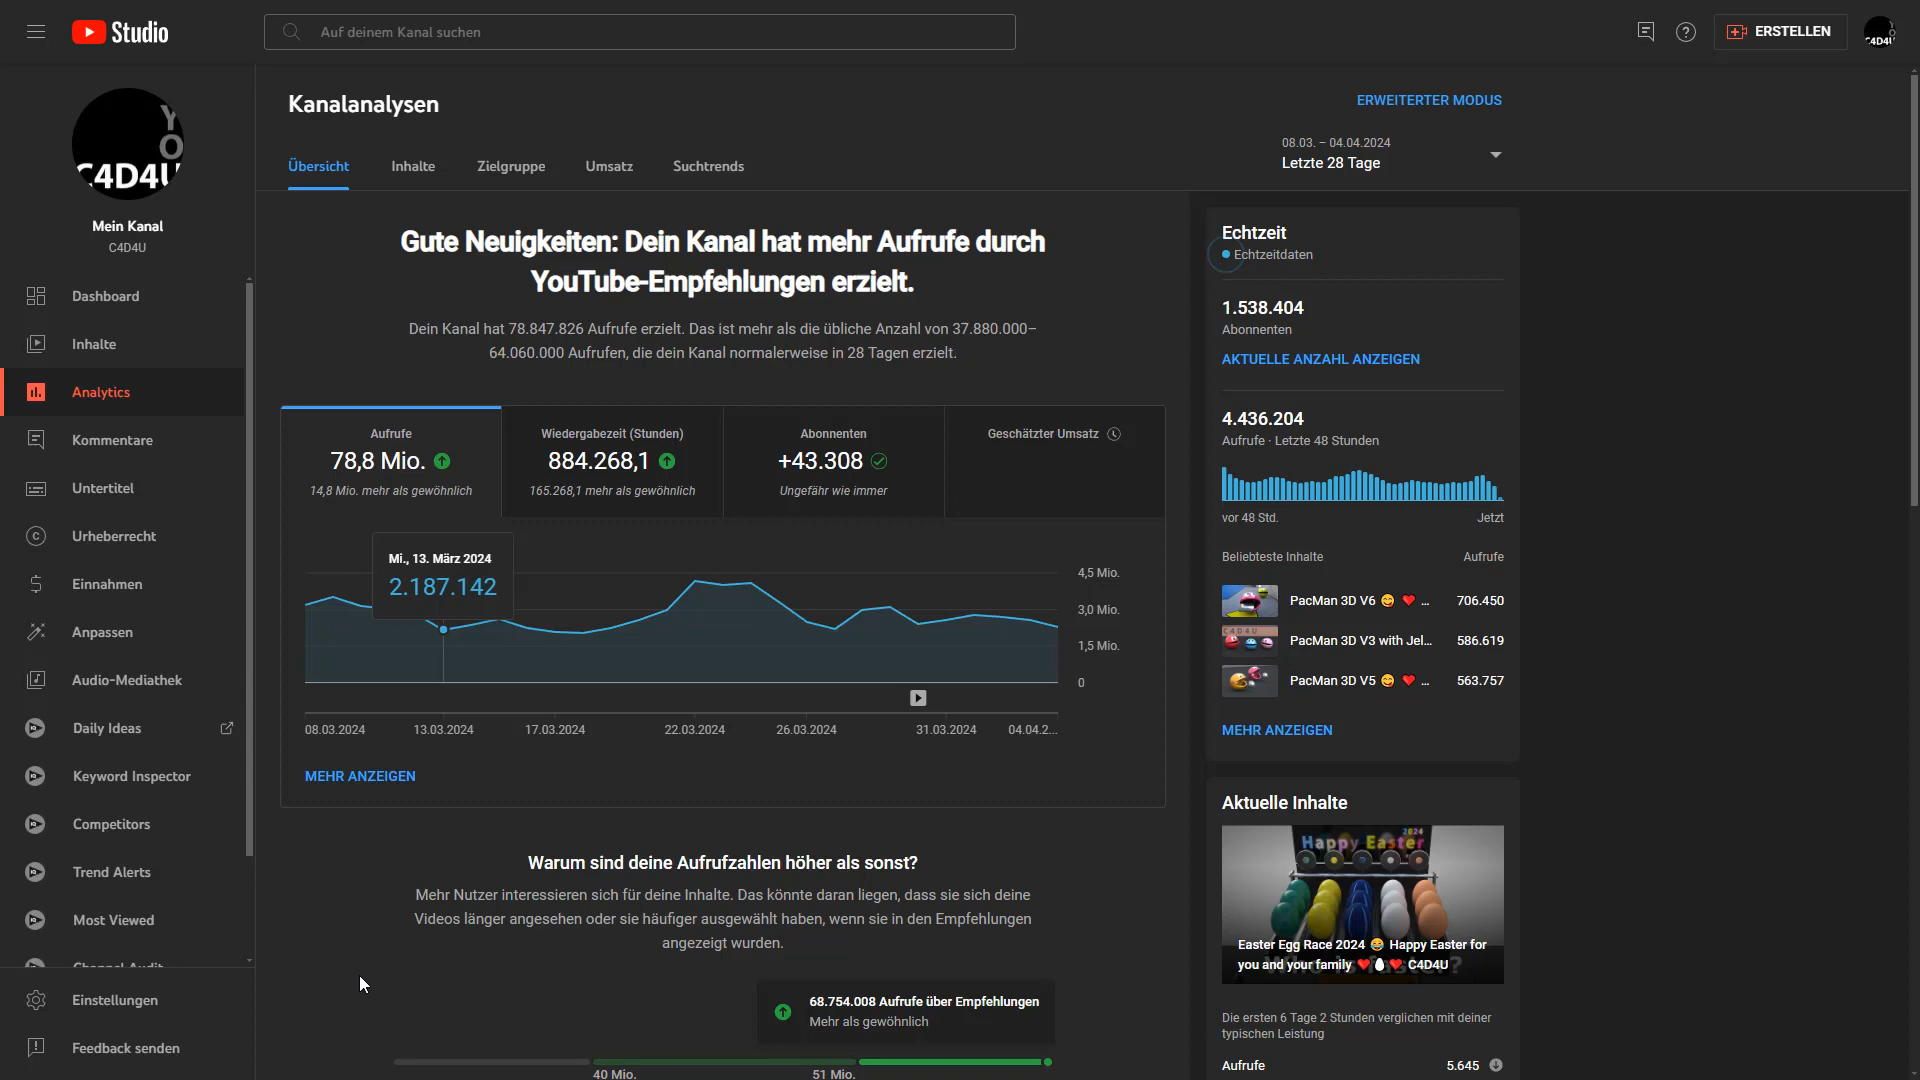 Studio
Auf deinem Kanal suchen
ERSTELLEN
C4D4U
YO
C4D4U
Mein Kanal
C4D4U
Dashboard
Inhalte
Analytics
Kommentare
Untertitel
Urheberrecht
Einnahmen
Anpassen
Audio-Mediathek
Daily Ideas
Keyword Inspector
Competitors
Trend Alerts
Most Viewed
Channel Audit
Einstellungen
Feedback senden
Kanalanalysen
ERWEITERTER MODUS
Übersicht
Inhalte
Zielgruppe
Umsatz
Suchtrends
08.03. – 04.04.2024
Letzte 28 Tage
Gute Neuigkeiten: Dein Kanal hat mehr Aufrufe durch
YouTube-Empfehlungen erzielt.
Dein Kanal hat 78.847.826 Aufrufe erzielt. Das ist mehr als die übliche Anzahl von 37.880.000–
64.060.000 Aufrufen, die dein Kanal normalerweise in 28 Tagen erzielt.
Aufrufe
78,8 Mio.
14,8 Mio. mehr als gewöhnlich
Wiedergabezeit (Stunden)
884.268,1
165.268,1 mehr als gewöhnlich
Abonnenten
+43.308
Ungefähr wie immer
Geschätzter Umsatz
Mi., 13. März 2024
2.187.142
4,5 Mio.
3,0 Mio.
1,5 Mio.
0
08.03.2024
13.03.2024
17.03.2024
22.03.2024
26.03.2024
31.03.2024
04.04.2...
MEHR ANZEIGEN
Warum sind deine Aufrufzahlen höher als sonst?
Mehr Nutzer interessieren sich für deine Inhalte. Das könnte daran liegen, dass sie sich deine
Videos länger angesehen oder sie häufiger ausgewählt haben, wenn sie in den Empfehlungen
angezeigt wurden.
68.754.008 Aufrufe über Empfehlungen
Mehr als gewöhnlich
40 Mio.
51 Mio.
Echtzeit
Echtzeitdaten
1.538.404
Abonnenten
AKTUELLE ANZAHL ANZEIGEN
4.436.204
Aufrufe · Letzte 48 Stunden
vor 48 Std.
Jetzt
Beliebteste Inhalte
Aufrufe
PacMan 3D V6 😋 ❤️ ...
706.450
C4D4U
PacMan 3D V3 with Jel...
586.619
PacMan 3D V5 😋 ❤️ ...
563.757
MEHR ANZEIGEN
Aktuelle Inhalte
2024
Happy Easter
Easter Egg Race 2024 😂 Happy Easter for
you and your family ❤️🥚❤️ C4D4U
Who is faster?
Die ersten 6 Tage 2 Stunden verglichen mit deiner
typischen Leistung
Aufrufe
5.645